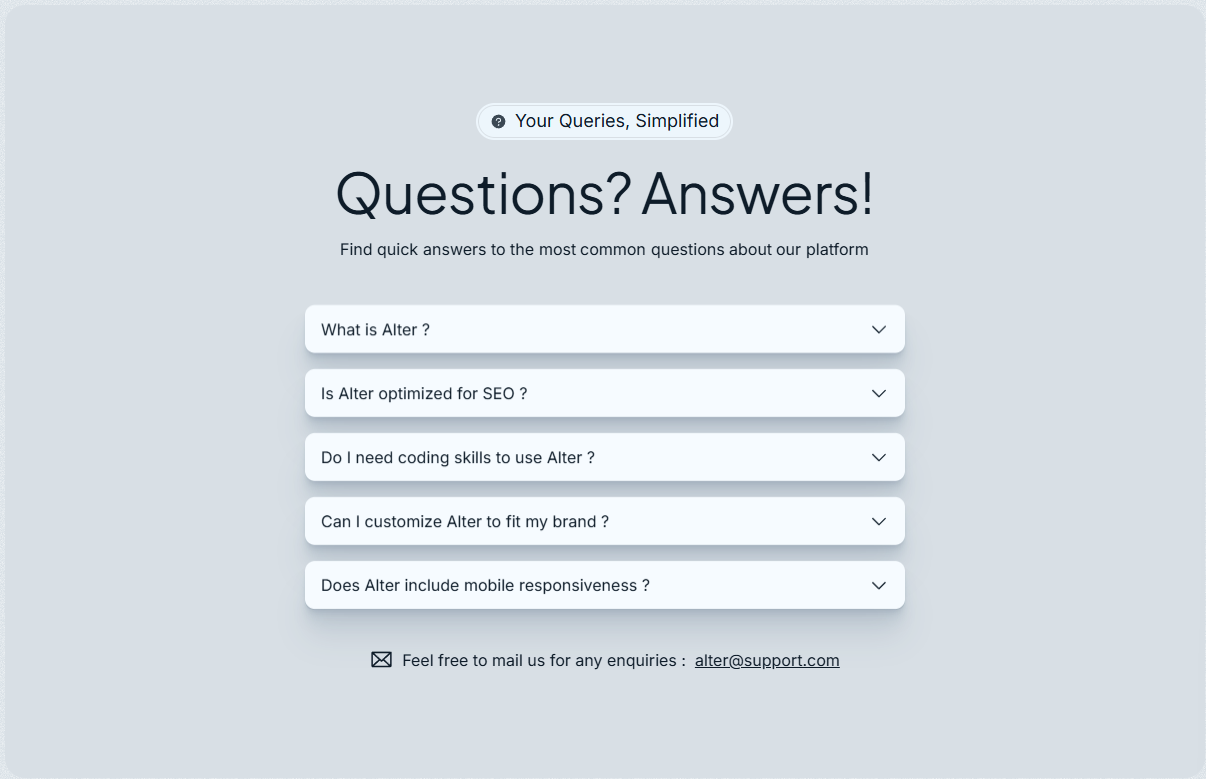 Your Queries, Simplified
Questions? Answers!
Find quick answers to the most common questions about our platform
What is Alter ?
Is Alter optimized for SEO ?
Do I need coding skills to use Alter ?
Can I customize Alter to fit my brand ?
Does Alter include mobile responsiveness ?
Feel free to mail us for any enquiries : alter@support.com